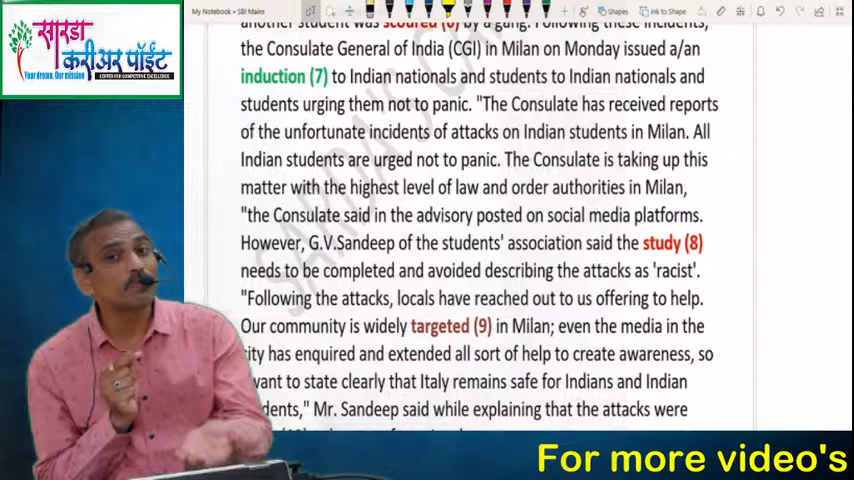 सारडा
करीअर पॉईंट
Your dream. Our mission
CENTER FOR COMPETITIVE EXCELLENCE
My Notebook » SBI Mains
Shapes
Ink to Shape
another student was scoured (6) by a gang. Following these incidents,
the Consulate General of India (CGI) in Milan on Monday issued a/an
induction (7) to Indian nationals and students to Indian nationals and
students urging them not to panic. "The Consulate has received reports
of the unfortunate incidents of attacks on Indian students in Milan. All
Indian students are urged not to panic. The Consulate is taking up this
matter with the highest level of law and order authorities in Milan,
"the Consulate said in the advisory posted on social media platforms.
However, G.V.Sandeep of the students' association said the study (8)
needs to be completed and avoided describing the attacks as 'racist'.
"Following the attacks, locals have reached out to us offering to help.
Our community is widely targeted (9) in Milan; even the media in the
city has enquired and extended all sort of help to create awareness, so
want to state clearly that Italy remains safe for Indians and Indian
dents," Mr. Sandeep said while explaining that the attacks were
SARDA'S
For more video's